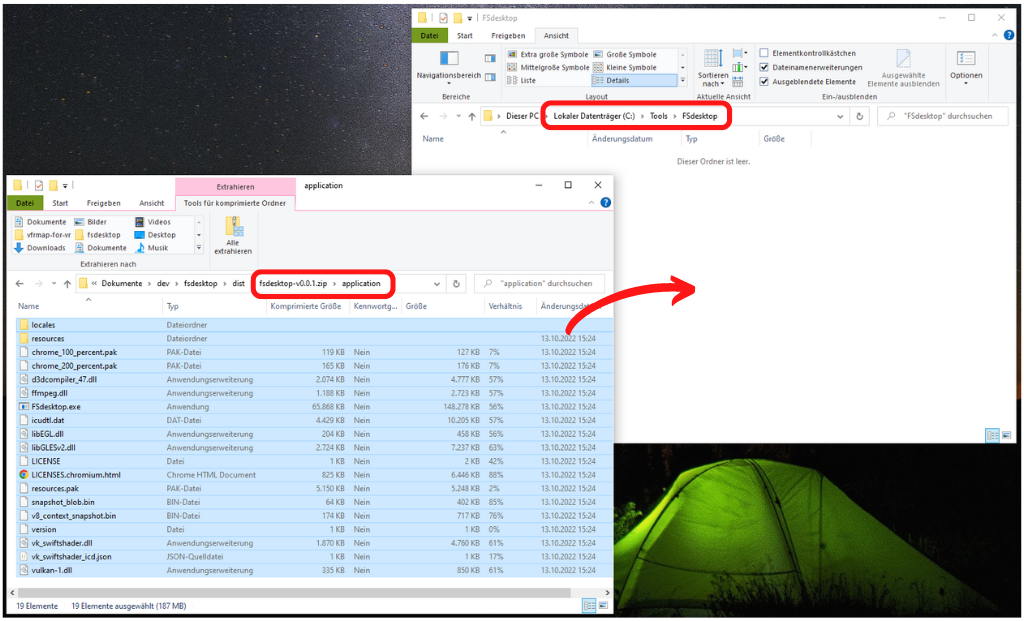 FSdesktop
Datei Start Freigeben Ansicht
Navigationsbereich
Bereiche
Extra große Symbole Große Symbole
Mittelgroße Symbole Kleine Symbole
Liste Details
Layout
Sortieren nach
Aktuelle Ansicht
Elementkontrollkästchen
Dateinamenerweiterungen
Ausgeblendete Elemente
Ausgewählte Elemente ausblenden
Ein-/ausblenden
Optionen
Dieser PC › Lokaler Datenträger (C:) › Tools › FSdesktop
"FSdesktop" durchsuchen
Name Änderungsdatum Typ Größe
Dieser Ordner ist leer.
Extrahieren application
Datei Start Freigeben Ansicht Tools für komprimierte Ordner
Dokumente Bilder Videos
vfrmap-for-vr fsdesktop Desktop
Downloads Dokumente Musik
Extrahieren nach
Alle extrahieren
« Dokumente › dev › fsdesktop › dist › fsdesktop-v0.0.1.zip › application
"application" durchsuchen
Name Typ Komprimierte Größe Kennwortg... Größe Verhältnis
locales Dateiordner
resources Dateiordner 13.10.2022 15:24
chrome_100_percent.pak PAK-Datei 119 KB Nein 127 KB 7% 13.10.2022 15:24
chrome_200_percent.pak PAK-Datei 165 KB Nein 176 KB 7% 13.10.2022 15:24
d3dcompiler_47.dll Anwendungserweiterung 2.074 KB Nein 4.777 KB 57% 13.10.2022 15:24
ffmpeg.dll Anwendungserweiterung 1.188 KB Nein 2.723 KB 57% 13.10.2022 15:24
FSdesktop.exe Anwendung 65.868 KB Nein 148.278 KB 56% 13.10.2022 15:24
icudtl.dat DAT-Datei 4.429 KB Nein 10.205 KB 57% 13.10.2022 15:24
libEGL.dll Anwendungserweiterung 204 KB Nein 458 KB 56% 13.10.2022 15:24
libGLESv2.dll Anwendungserweiterung 2.724 KB Nein 7.237 KB 63% 13.10.2022 15:24
LICENSE Datei 1 KB Nein 2 KB 42% 13.10.2022 15:24
LICENSES.chromium.html Chrome HTML Document 825 KB Nein 6.446 KB 88% 13.10.2022 15:24
resources.pak PAK-Datei 5.150 KB Nein 5.248 KB 2% 13.10.2022 15:24
snapshot_blob.bin BIN-Datei 64 KB Nein 402 KB 85% 13.10.2022 15:24
v8_context_snapshot.bin BIN-Datei 174 KB Nein 717 KB 76% 13.10.2022 15:24
version Datei 1 KB Nein 1 KB 0% 13.10.2022 15:24
vk_swiftshader.dll Anwendungserweiterung 1.870 KB Nein 4.760 KB 61% 13.10.2022 15:24
vk_swiftshader_icd.json JSON-Quelldatei 1 KB Nein 1 KB 17% 13.10.2022 15:24
vulkan-1.dll Anwendungserweiterung 335 KB Nein 850 KB 61% 13.10.2022 15:24
19 Elemente 19 Elemente ausgewählt (187 MB)